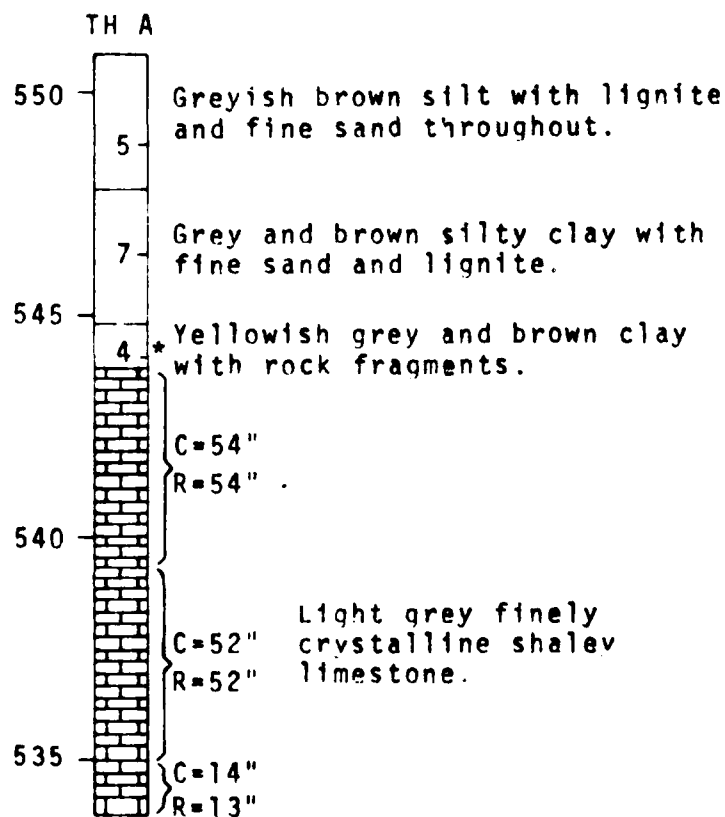 TH A
550
Greyish brown silt with lignite
and fine sand throughout.
5
Grey and brown silty clay with
7
fine sand and lignite.
545
Yellowish grey and brown clay
4 *
with rock fragments.
C=54"
R=54"
540
Light grey finely
C=52" crystalline shaley
R=52" limestone.
535
C=14"
R=13"